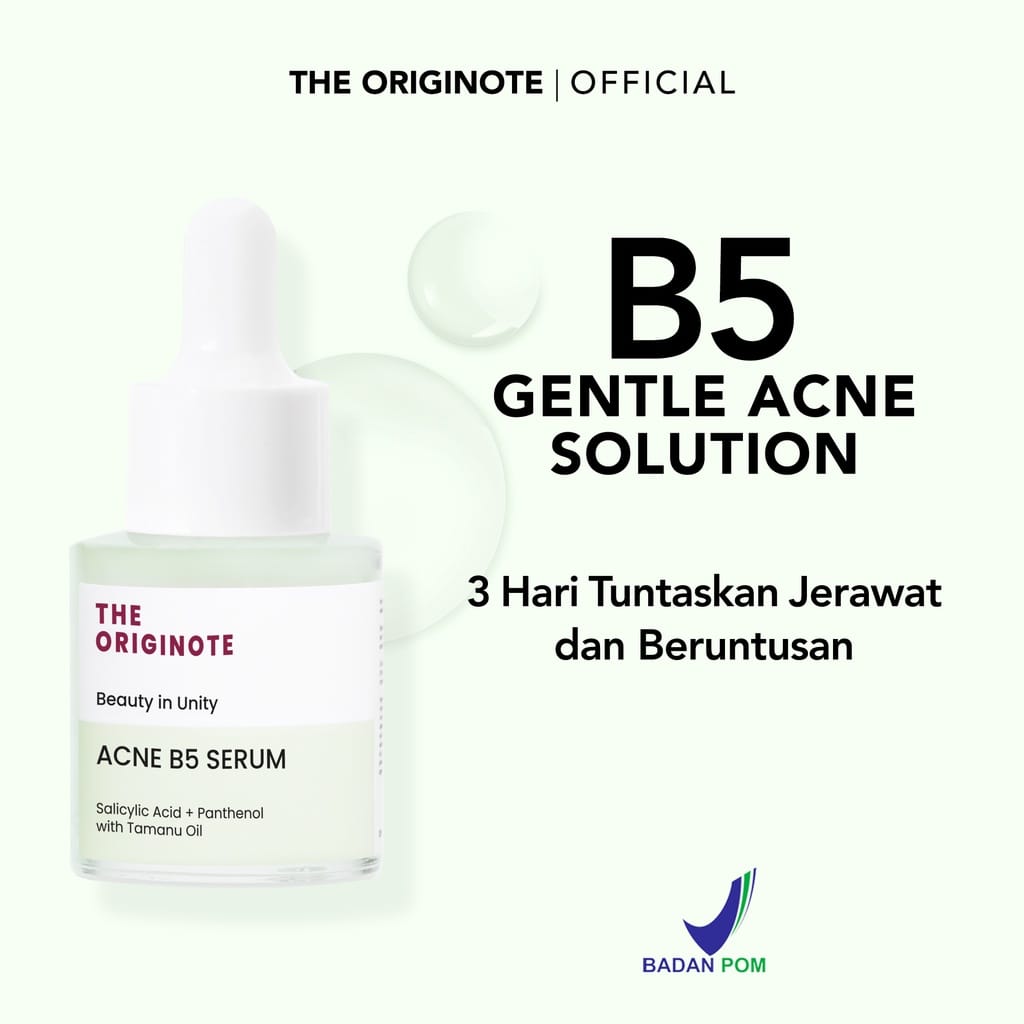 THE ORIGINOTE | OFFICIAL
B5
GENTLE ACNE
SOLUTION
3 Hari Tuntaskan Jerawat
dan Beruntusan
THE
ORIGINOTE
Beauty in Unity
ACNE B5 SERUM
Salicylic Acid + Panthenol
with Tamanu Oil
BADAN POM